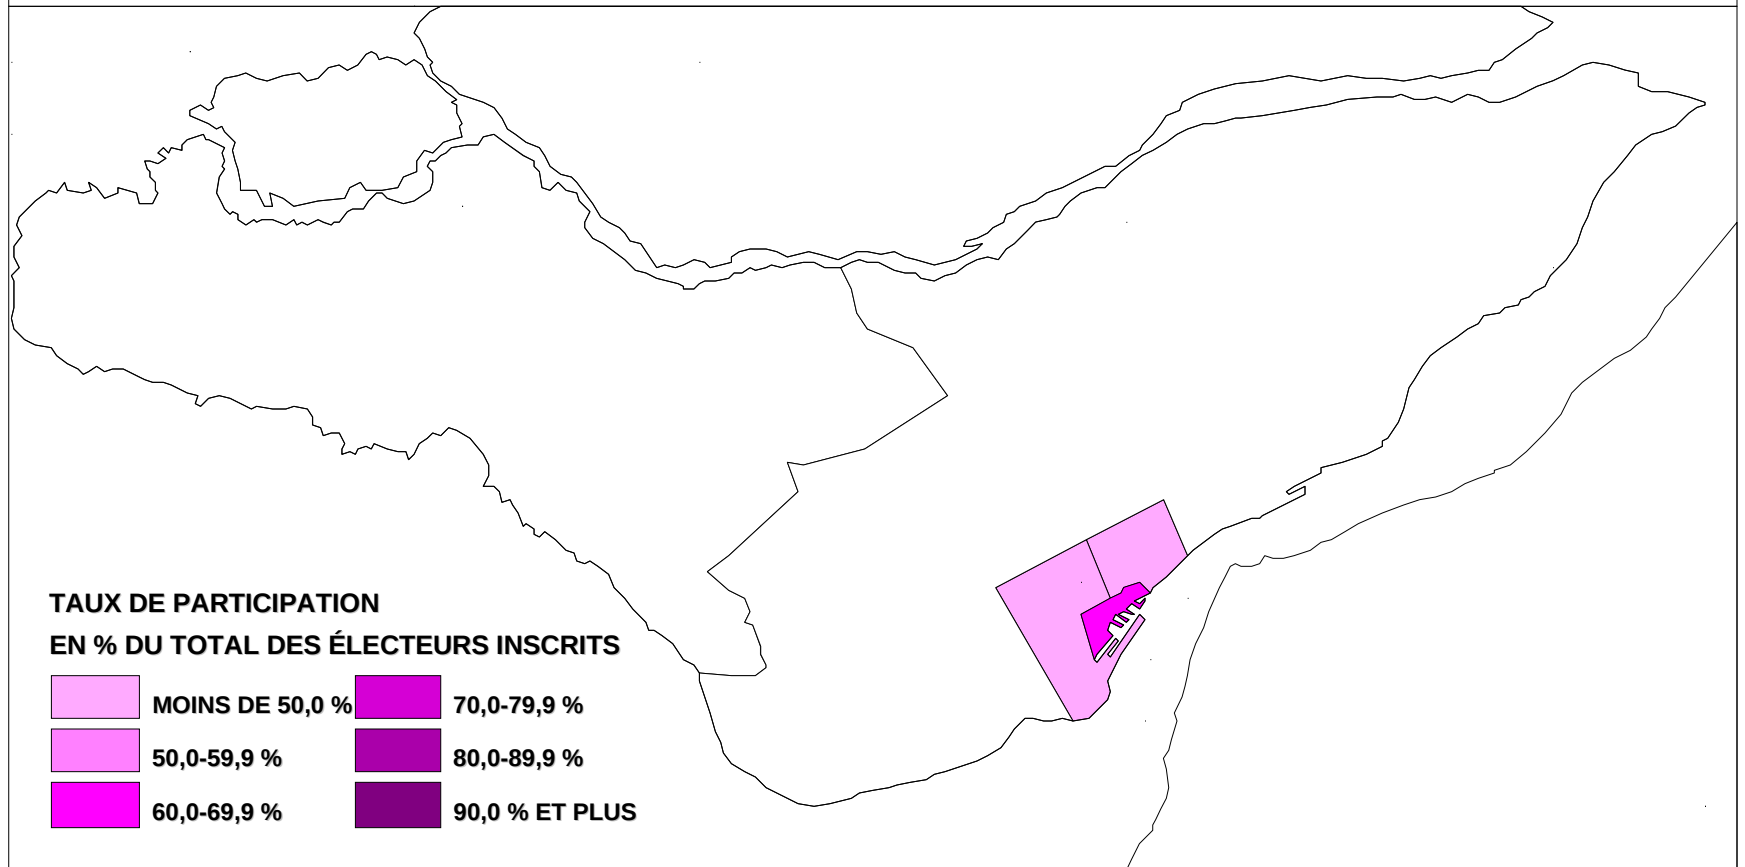 TAUX DE PARTICIPATION
EN % DU TOTAL DES ÉLECTEURS INSCRITS
MOINS DE 50,0 %
50,0-59,9 %
60,0-69,9 %
70,0-79,9 %
80,0-89,9 %
90,0 % ET PLUS